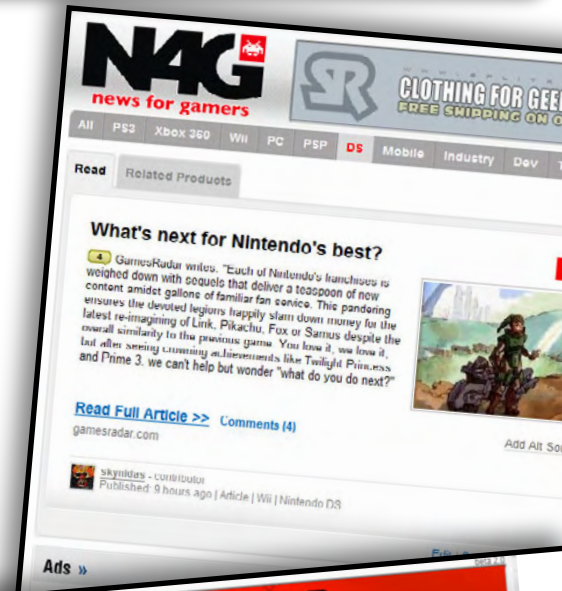 N4G
news for gamers
SR
CLOTHING FOR GEE
FREE SHIPPING ON O
All PS3 Xbox 360 Wii PC PSP DS Mobile Industry Dev T
Read Related Products
What's next for Nintendo's best?
4 GamesRadar writes: "Each of Nintendo's franchises is
weighed down with sequels that deliver a teaspoon of new
content amidst gallons of familiar fan service. This pandering
ensures the devoted legions happily slam down money for the
latest re-imagining of Link, Pikachu, Fox or Samus despite the
overall similarity to the previous game. You love it, we love it,
but after seeing crowning achievements like Twilight Princess
and Prime 3, we can't help but wonder "what do you do next?"
Read Full Article >> Comments (4)
gamesradar.com
Add Alt So
skynidas - contributor
Published: 9 hours ago | Article | Wii | Nintendo DS
Ads »